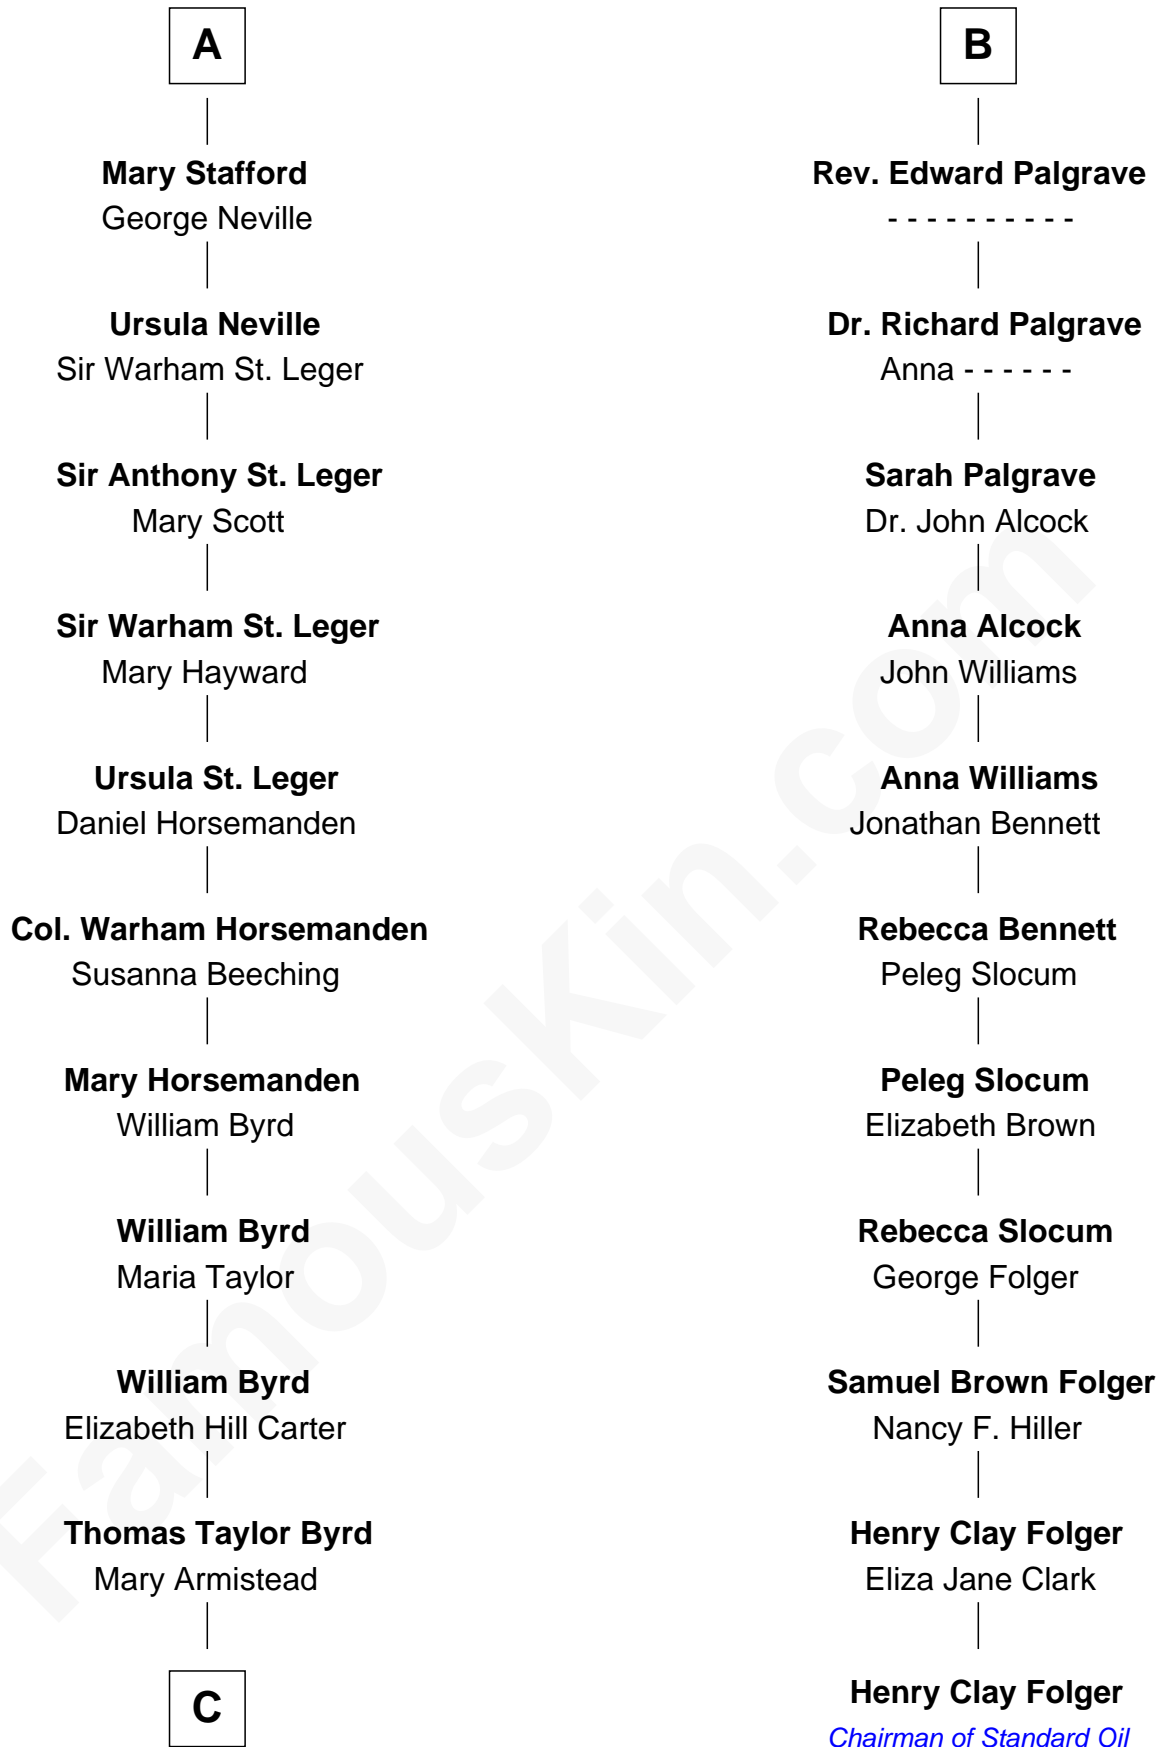 A
Mary Stafford
George Neville
Ursula Neville
Sir Warham St. Leger
Sir Anthony St. Leger
Mary Scott
Sir Warham St. Leger
Mary Hayward
Ursula St. Leger
Daniel Horsemanden
Col. Warham Horsemanden
Susanna Beeching
Mary Horsemanden
William Byrd
William Byrd
Maria Taylor
William Byrd
Elizabeth Hill Carter
Thomas Taylor Byrd
Mary Armistead
C
B
Rev. Edward Palgrave
- - - - - - - - - -
Dr. Richard Palgrave
Anna - - - - - -
Sarah Palgrave
Dr. John Alcock
Anna Alcock
John Williams
Anna Williams
Jonathan Bennett
Rebecca Bennett
Peleg Slocum
Peleg Slocum
Elizabeth Brown
Rebecca Slocum
George Folger
Samuel Brown Folger
Nancy F. Hiller
Henry Clay Folger
Eliza Jane Clark
Henry Clay Folger
Chairman of Standard Oil
FamousKin.com